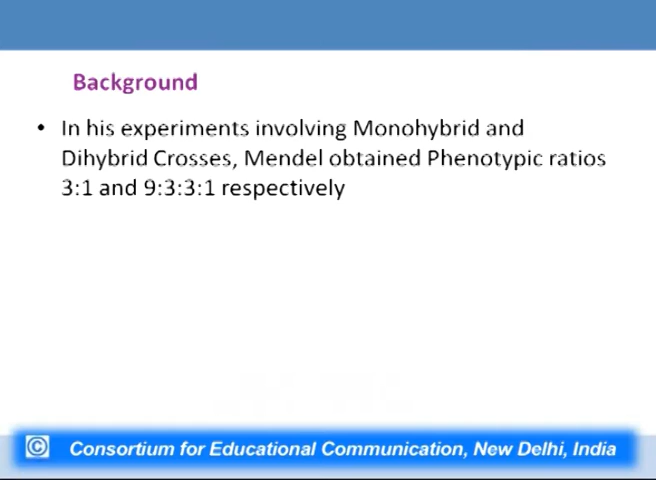 Background
• In his experiments involving Monohybrid and
Dihybrid Crosses, Mendel obtained Phenotypic ratios
3:1 and 9:3:3:1 respectively
© Consortium for Educational Communication, New Delhi, India